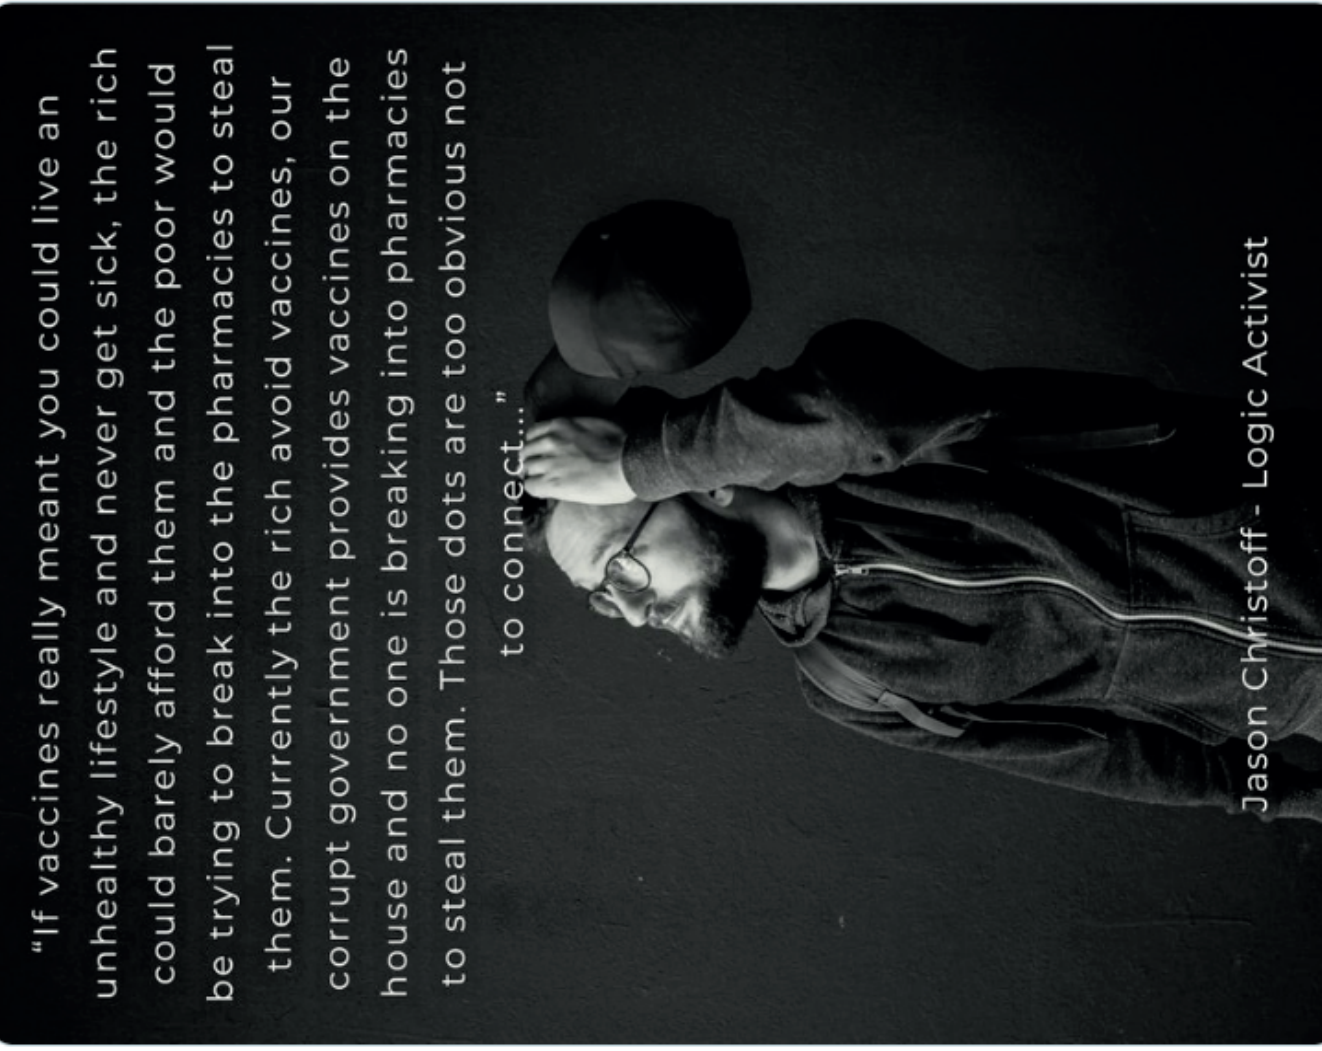 “If vaccines really meant you could live an
unhealthy lifestyle and never get sick, the rich
could barely afford them and the poor would
be trying to break into the pharmacies to steal
them. Currently the rich avoid vaccines, our
corrupt government provides vaccines on the
house and no one is breaking into pharmacies
to steal them. Those dots are too obvious not
to connect...”
Jason Christoff - Logic Activist